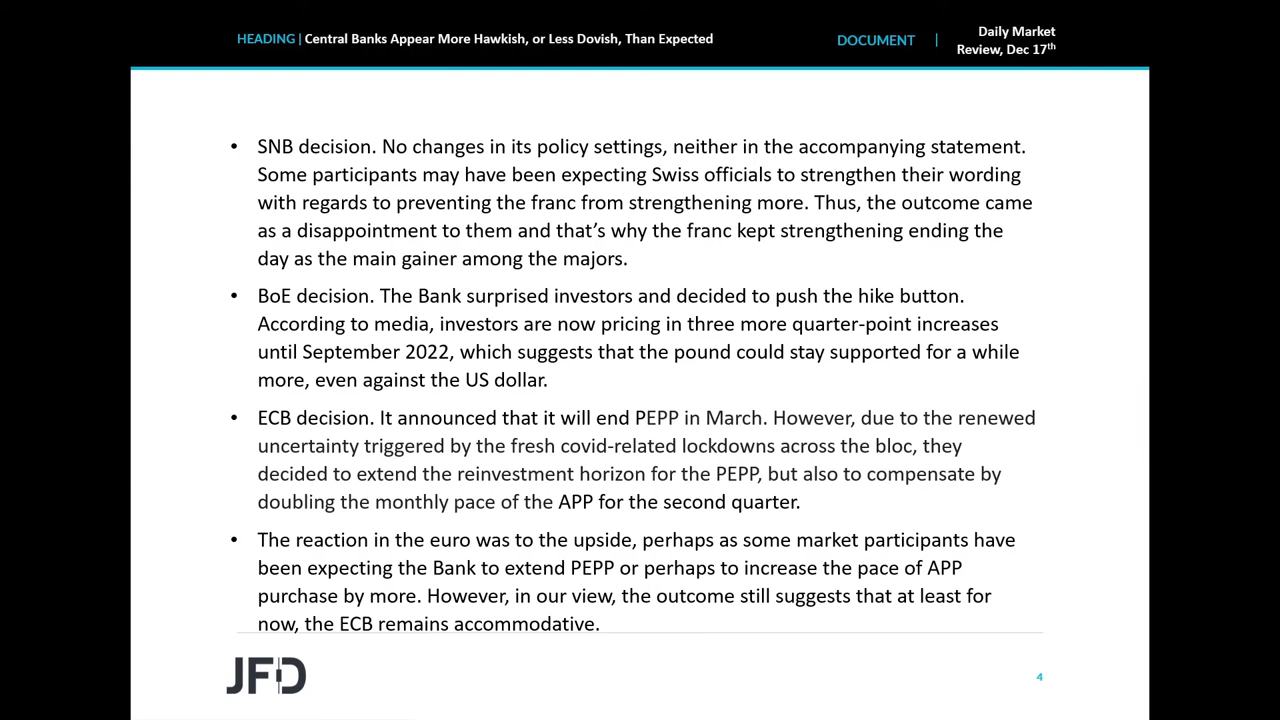 HEADING | Central Banks Appear More Hawkish, or Less Dovish, Than Expected
DOCUMENT |
Daily Market
Review, Dec 17th
• SNB decision. No changes in its policy settings, neither in the accompanying statement.
Some participants may have been expecting Swiss officials to strengthen their wording
with regards to preventing the franc from strengthening more. Thus, the outcome came
as a disappointment to them and that’s why the franc kept strengthening ending the
day as the main gainer among the majors.
• BoE decision. The Bank surprised investors and decided to push the hike button.
According to media, investors are now pricing in three more quarter-point increases
until September 2022, which suggests that the pound could stay supported for a while
more, even against the US dollar.
• ECB decision. It announced that it will end PEPP in March. However, due to the renewed
uncertainty triggered by the fresh covid-related lockdowns across the bloc, they
decided to extend the reinvestment horizon for the PEPP, but also to compensate by
doubling the monthly pace of the APP for the second quarter.
• The reaction in the euro was to the upside, perhaps as some market participants have
been expecting the Bank to extend PEPP or perhaps to increase the pace of APP
purchase by more. However, in our view, the outcome still suggests that at least for
now, the ECB remains accommodative.
JFD
4